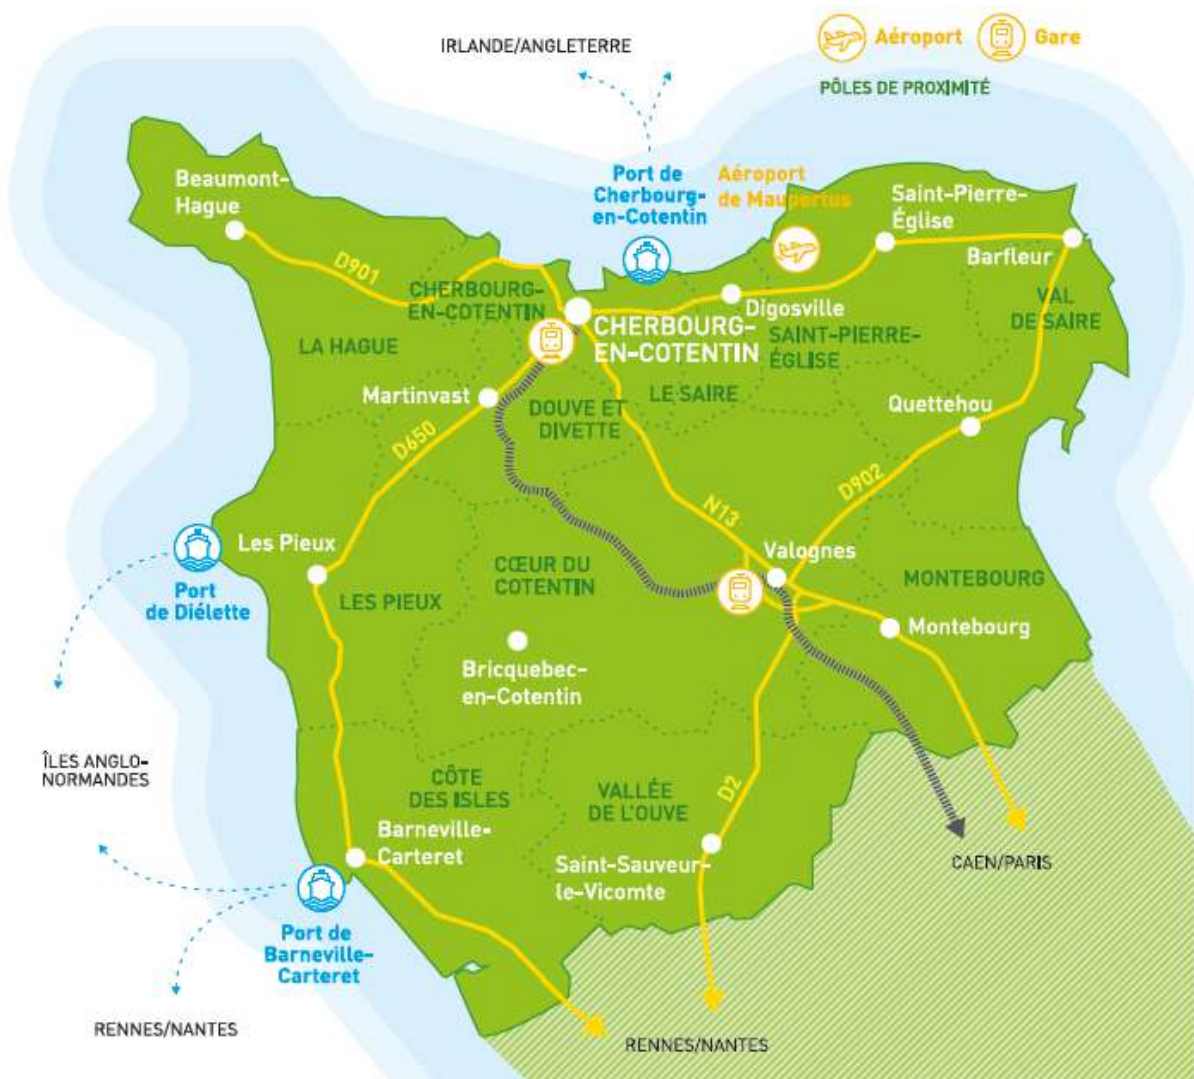 IRLANDE/ANGLETERRE
Aéroport
Gare
PÔLES DE PROXIMITÉ
Port de
Cherbourg-
en-Cotentin
Aéroport
de Maupertus
Beaumont-
Hague
Saint-Pierre-
Église
Barfleur
D901
CHERBOURG-
EN-COTENTIN
Digosville
VAL
DE SAIRE
CHERBOURG-
EN-COTENTIN
SAINT-PIERRE-
ÉGLISE
LA HAGUE
Martinvast
DOUVE ET
DIVETTE
LE SAIRE
Quettehou
D650
D902
N13
Les Pieux
Valognes
Port
de Diélette
LES PIEUX
CŒUR DU
COTENTIN
MONTEBOURG
Montebourg
Bricquebec-
en-Cotentin
ÎLES ANGLO-
NORMANDES
CÔTE
DES ISLES
VALLÉE
DE L'OUVE
D2
Barneville-
Carteret
Saint-Sauveur-
le-Vicomte
CAEN/PARIS
Port de
Barneville-
Carteret
RENNES/NANTES
RENNES/NANTES